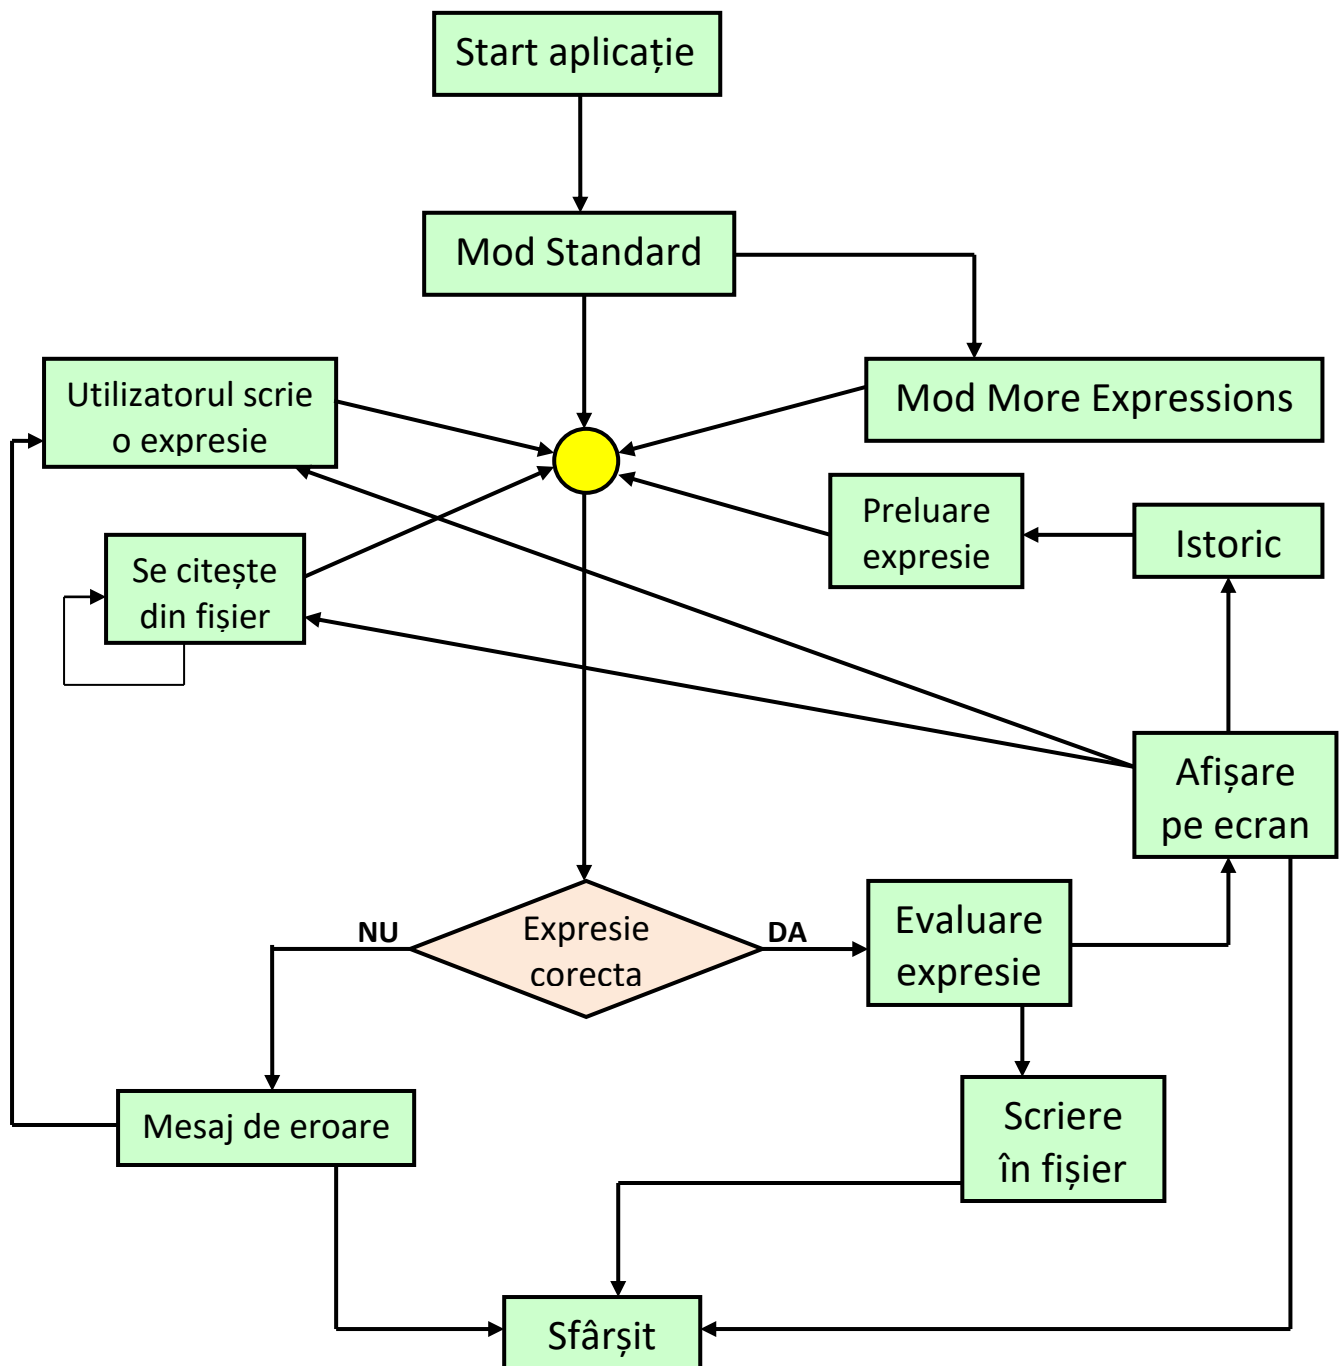 Start aplicație
Mod Standard
Utilizatorul scrie
o expresie
Mod More Expressions
Preluare
expresie
Istoric
Se citește
din fișier
Afișare
pe ecran
NU
Expresie
corecta
DA
Evaluare
expresie
Mesaj de eroare
Scriere
în fișier
Sfârșit